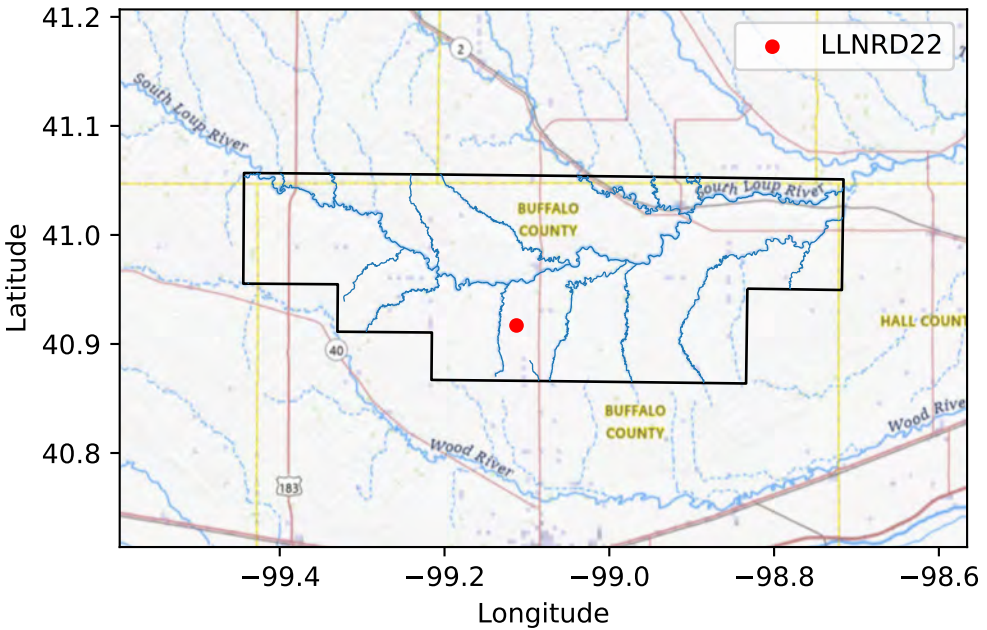 41.2
41.1
41.0
40.9
40.8
Latitude
LLNRD22
2
South Loup River
South Loup River
BUFFALO
COUNTY
HALL COUNT
40
BUFFALO
COUNTY
Wood River
Wood Rive
183
−99.4
−99.2
−99.0
−98.8
−98.6
Longitude